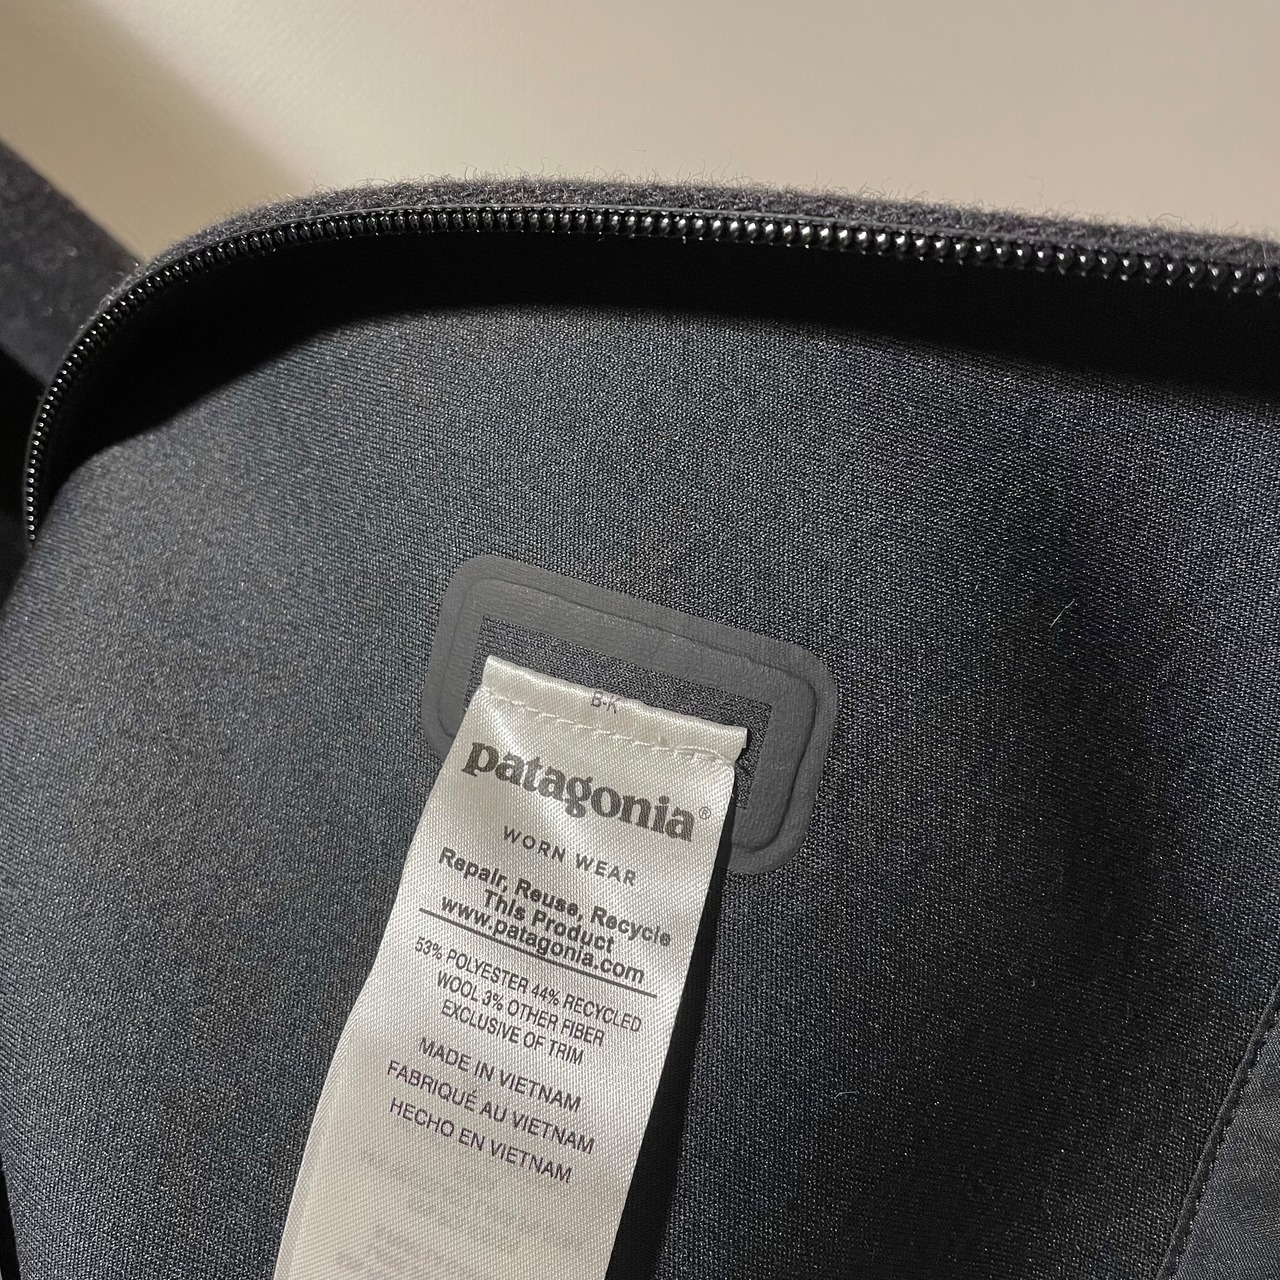 B·K
patagonia®
WORN WEAR
Repair, Reuse, Recycle
This Product
www.patagonia.com
53% POLYESTER 44% RECYCLED
WOOL 3% OTHER FIBER
EXCLUSIVE OF TRIM
MADE IN VIETNAM
FABRIQUÉ AU VIETNAM
HECHO EN VIETNAM